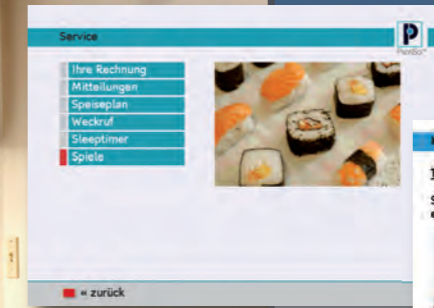 Service
P
Ihre Rechnung
Mitteilungen
Speiseplan
Weckruf
Sleeptimer
Spiele
« zurück